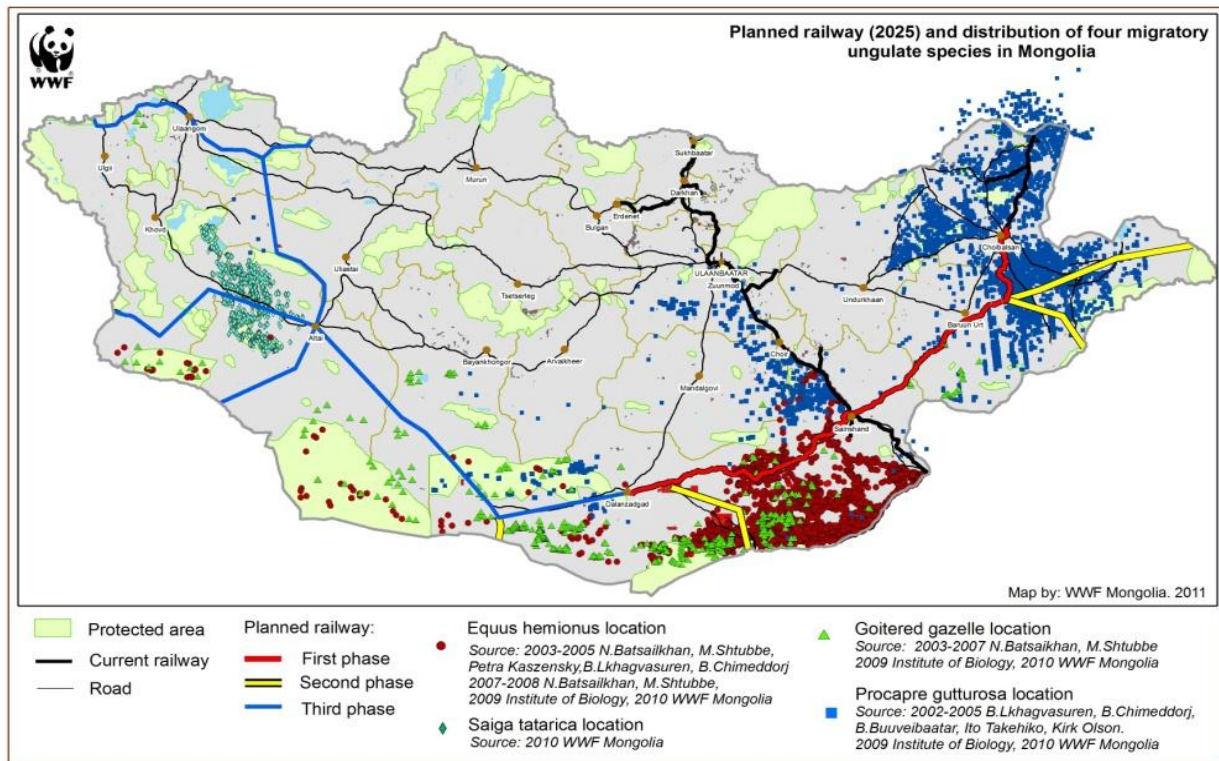 Planned railway (2025) and distribution of four migratory
ungulate species in Mongolia
WWF
Ulaangom
Ulgii
Khovd
Murun
Sukhbaatar
Darkhan
Erdenet
Bulgan
Uliastai
Tsetserleg
ULAANBAATAR
Zuunmod
Undurkhaan
Choibalsan
Baruun Urt
Altai
Bayankhongor
Arvaikheer
Mandalgovi
Choir
Sainshand
Dalanzadgad
Map by: WWF Mongolia. 2011
Protected area
Current railway
Road
Planned railway:
First phase
Second phase
Third phase
Equus hemionus location
Source: 2003-2005 N.Batsailkhan, M.Shtubbe,
Petra Kaszensky,B.Lkhagvasuren, B.Chimeddorj
2007-2008 N.Batsailkhan, M.Shtubbe,
2009 Institute of Biology, 2010 WWF Mongolia
Saiga tatarica location
Source: 2010 WWF Mongolia
Goitered gazelle location
Source: 2003-2007 N.Batsaikhan, M.Shtubbe
2009 Institute of Biology, 2010 WWF Mongolia
Procapre gutturosa location
Source: 2002-2005 B.Lkhagvasuren, B.Chimeddorj,
B.Buuveibaatar, Ito Takehiko, Kirk Olson.
2009 Institute of Biology, 2010 WWF Mongolia